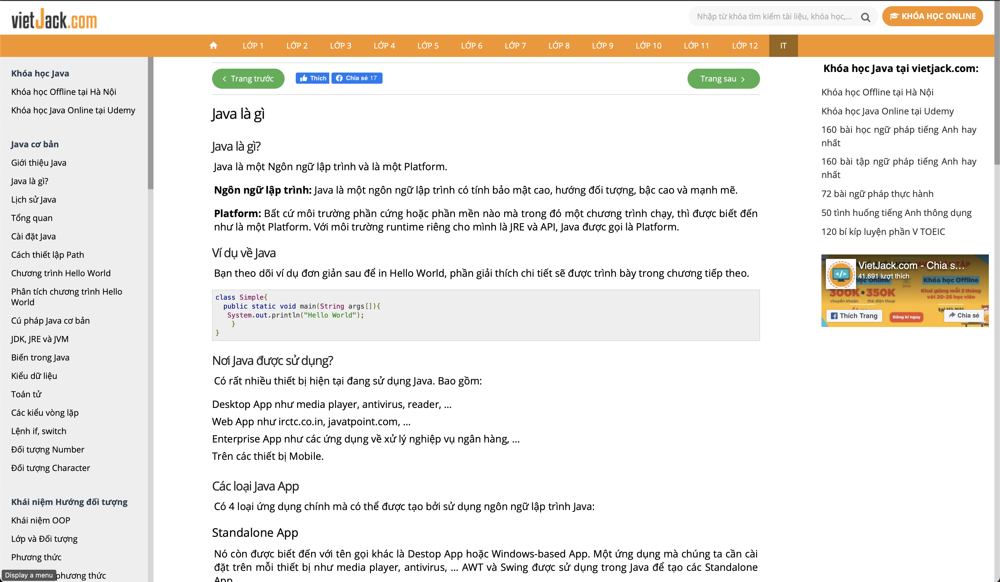 vietJack.com
Nhập từ khóa tìm kiếm tài liệu, khóa học,...
KHÓA HỌC ONLINE
LỚP 1
LỚP 2
LỚP 3
LỚP 4
LỚP 5
LỚP 6
LỚP 7
LỚP 8
LỚP 9
LỚP 10
LỚP 11
LỚP 12
IT
Khóa học Java
Khóa học Offline tại Hà Nội
Khóa học Java Online tại Udemy
Java cơ bản
Giới thiệu Java
Java là gì?
Lịch sử Java
Tổng quan
Cài đặt Java
Cách thiết lập Path
Chương trình Hello World
Phân tích chương trình Hello
World
Cú pháp Java cơ bản
JDK, JRE và JVM
Biến trong Java
Kiểu dữ liệu
Toán tử
Các kiểu vòng lặp
Lệnh if, switch
Đối tượng Number
Đối tượng Character
Khái niệm Hướng đối tượng
Khái niệm OOP
Lớp và Đối tượng
Phương thức
phương thức
Display a menu
Trang trước
Thích
Chia sẻ 17
Trang sau
Java là gì
Java là gì?
Java là một Ngôn ngữ lập trình và là một Platform.
Ngôn ngữ lập trình: Java là một ngôn ngữ lập trình có tính bảo mật cao, hướng đối tượng, bậc cao và mạnh mẽ.
Platform: Bất cứ môi trường phần cứng hoặc phần mền nào mà trong đó một chương trình chạy, thì được biết đến
như là một Platform. Với môi trường runtime riêng cho mình là JRE và API, Java được gọi là Platform.
Ví dụ về Java
Bạn theo dõi ví dụ đơn giản sau để in Hello World, phần giải thích chi tiết sẽ được trình bày trong chương tiếp theo.
class Simple{
public static void main(String args[]){
System.out.println("Hello World");
}
}
Nơi Java được sử dụng?
Có rất nhiều thiết bị hiện tại đang sử dụng Java. Bao gồm:
Desktop App như media player, antivirus, reader, ...
Web App như irctc.co.in, javatpoint.com, ...
Enterprise App như các ứng dụng về xử lý nghiệp vụ ngân hàng, ...
Trên các thiết bị Mobile.
Các loại Java App
Có 4 loại ứng dụng chính mà có thể được tạo bởi sử dụng ngôn ngữ lập trình Java:
Standalone App
Nó còn được biết đến với tên gọi khác là Destop App hoặc Windows-based App. Một ứng dụng mà chúng ta cần cài
đặt trên mỗi thiết bị như media player, antivirus, ... AWT và Swing được sử dụng trong Java để tạo các Standalone
App
Khóa học Java tại vietjack.com:
Khóa học Offline tại Hà Nội
Khóa học Java Online tại Udemy
160 bài học ngữ pháp tiếng Anh hay
nhất
160 bài tập ngữ pháp tiếng Anh hay
nhất
72 bài ngữ pháp thực hành
50 tình huống tiếng Anh thông dụng
120 bí kíp luyện phần V TOEIC
VietJack.com - Chia s...
41.691 lượt thích
học Online
Java
Khóa học Offline
300K • 350K
chuyển khoản thẻ điện thoại
Khai giảng mỗi 2 tháng
với 20-25 học viên
tại Hà Nội
Thích Trang
Đăng kí ngay
Chia sẻ